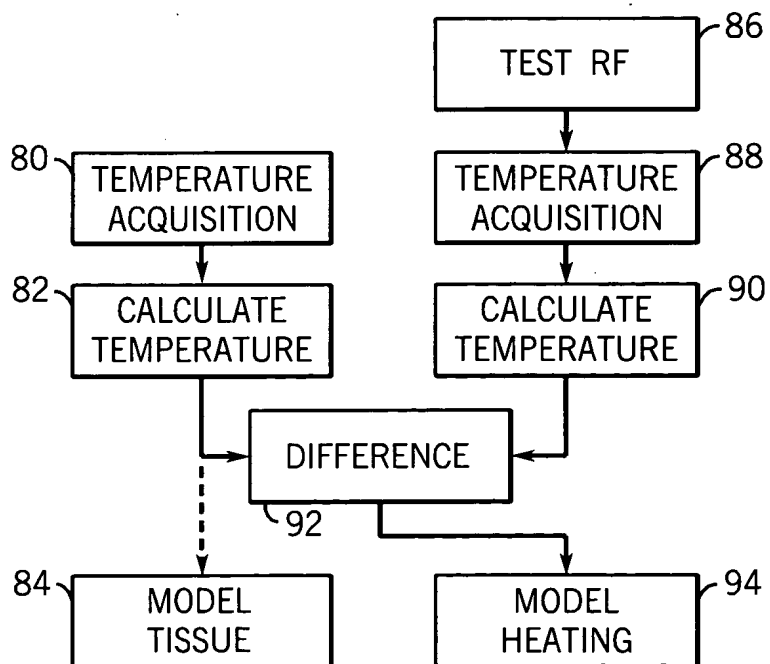 86
TEST RF
80
TEMPERATURE
ACQUISITION
88
TEMPERATURE
ACQUISITION
82
CALCULATE
TEMPERATURE
90
CALCULATE
TEMPERATURE
DIFFERENCE
92
84
MODEL
TISSUE
94
MODEL
HEATING